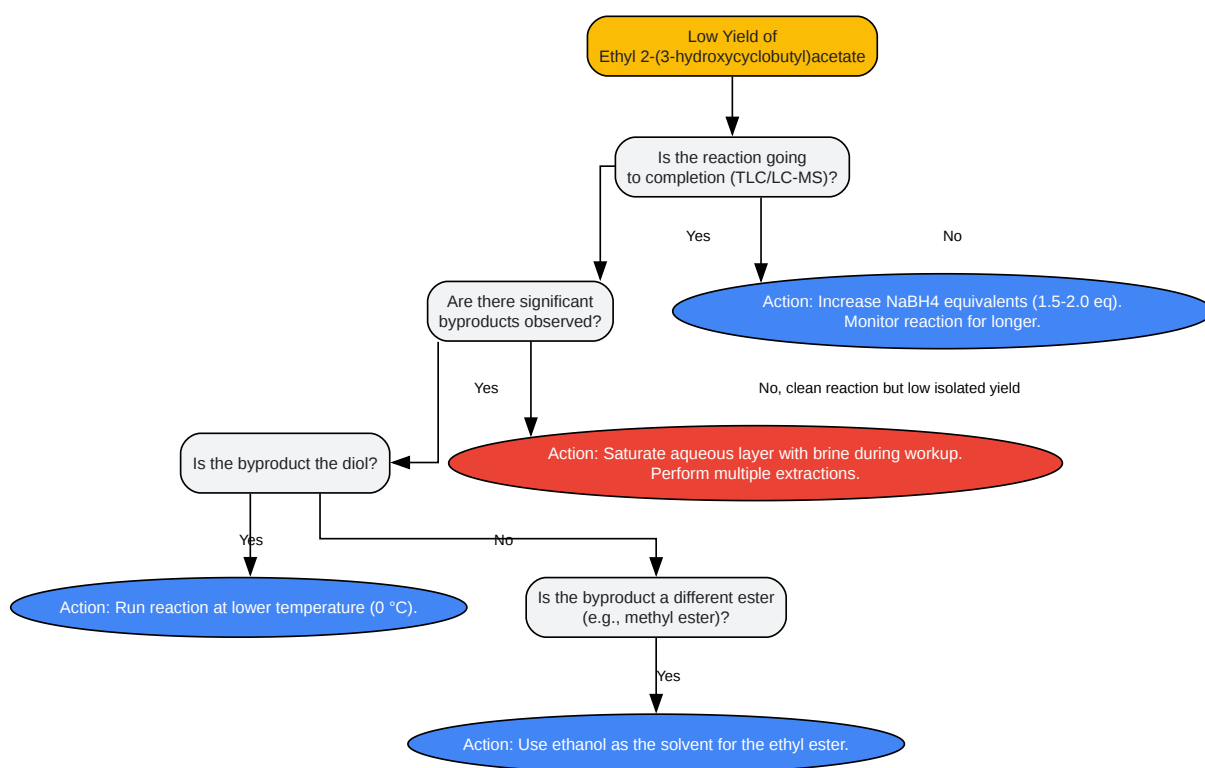 Low Yield of
Ethyl 2-(3-hydroxycyclobutyl)acetate
Is the reaction going
to completion (TLC/LC-MS)?
Yes
No
Are there significant
byproducts observed?
Action: Increase NaBH4 equivalents (1.5-2.0 eq).
Monitor reaction for longer.
Yes
No, clean reaction but low isolated yield
Is the byproduct the diol?
Action: Saturate aqueous layer with brine during workup.
Perform multiple extractions.
Yes
No
Action: Run reaction at lower temperature (0 °C).
Is the byproduct a different ester
(e.g., methyl ester)?
Yes
Action: Use ethanol as the solvent for the ethyl ester.